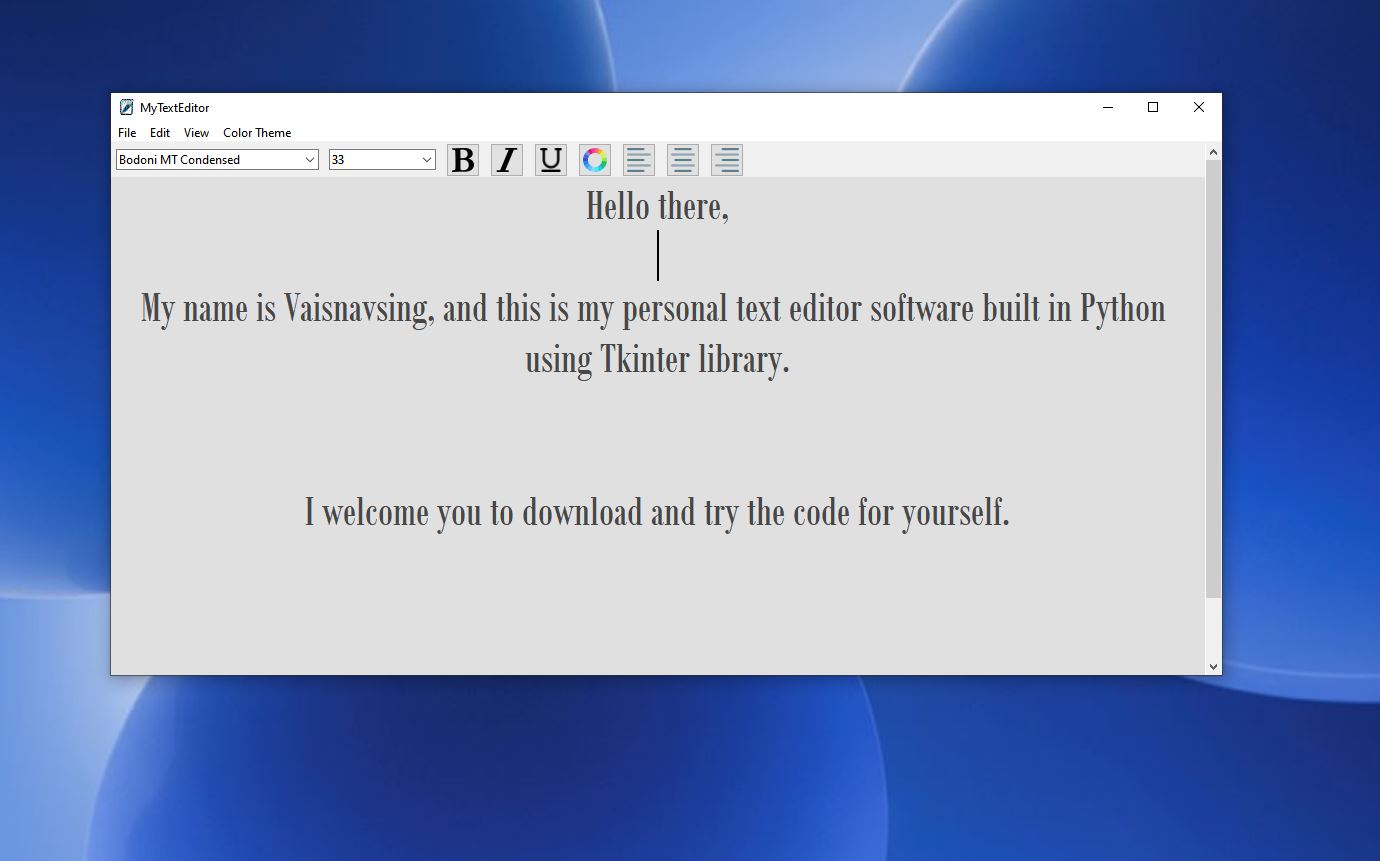 MyTextEditor
File Edit View Color Theme
Bodoni MT Condensed 33 B I U
Hello there,
My name is Vaisnavsing, and this is my personal text editor software built in Python
using Tkinter library.
I welcome you to download and try the code for yourself.